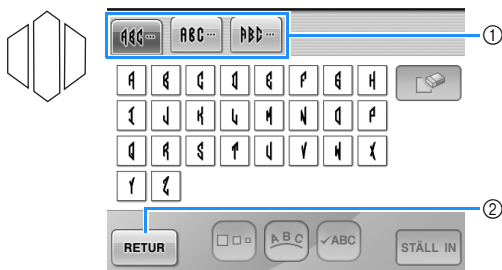 ABC… ABC… ABC… ①
A B C D E F G H
I J K L M N O P
Q R S T U V W X
Y Z
②
RETUR ABC ✓ABC STÄLL IN